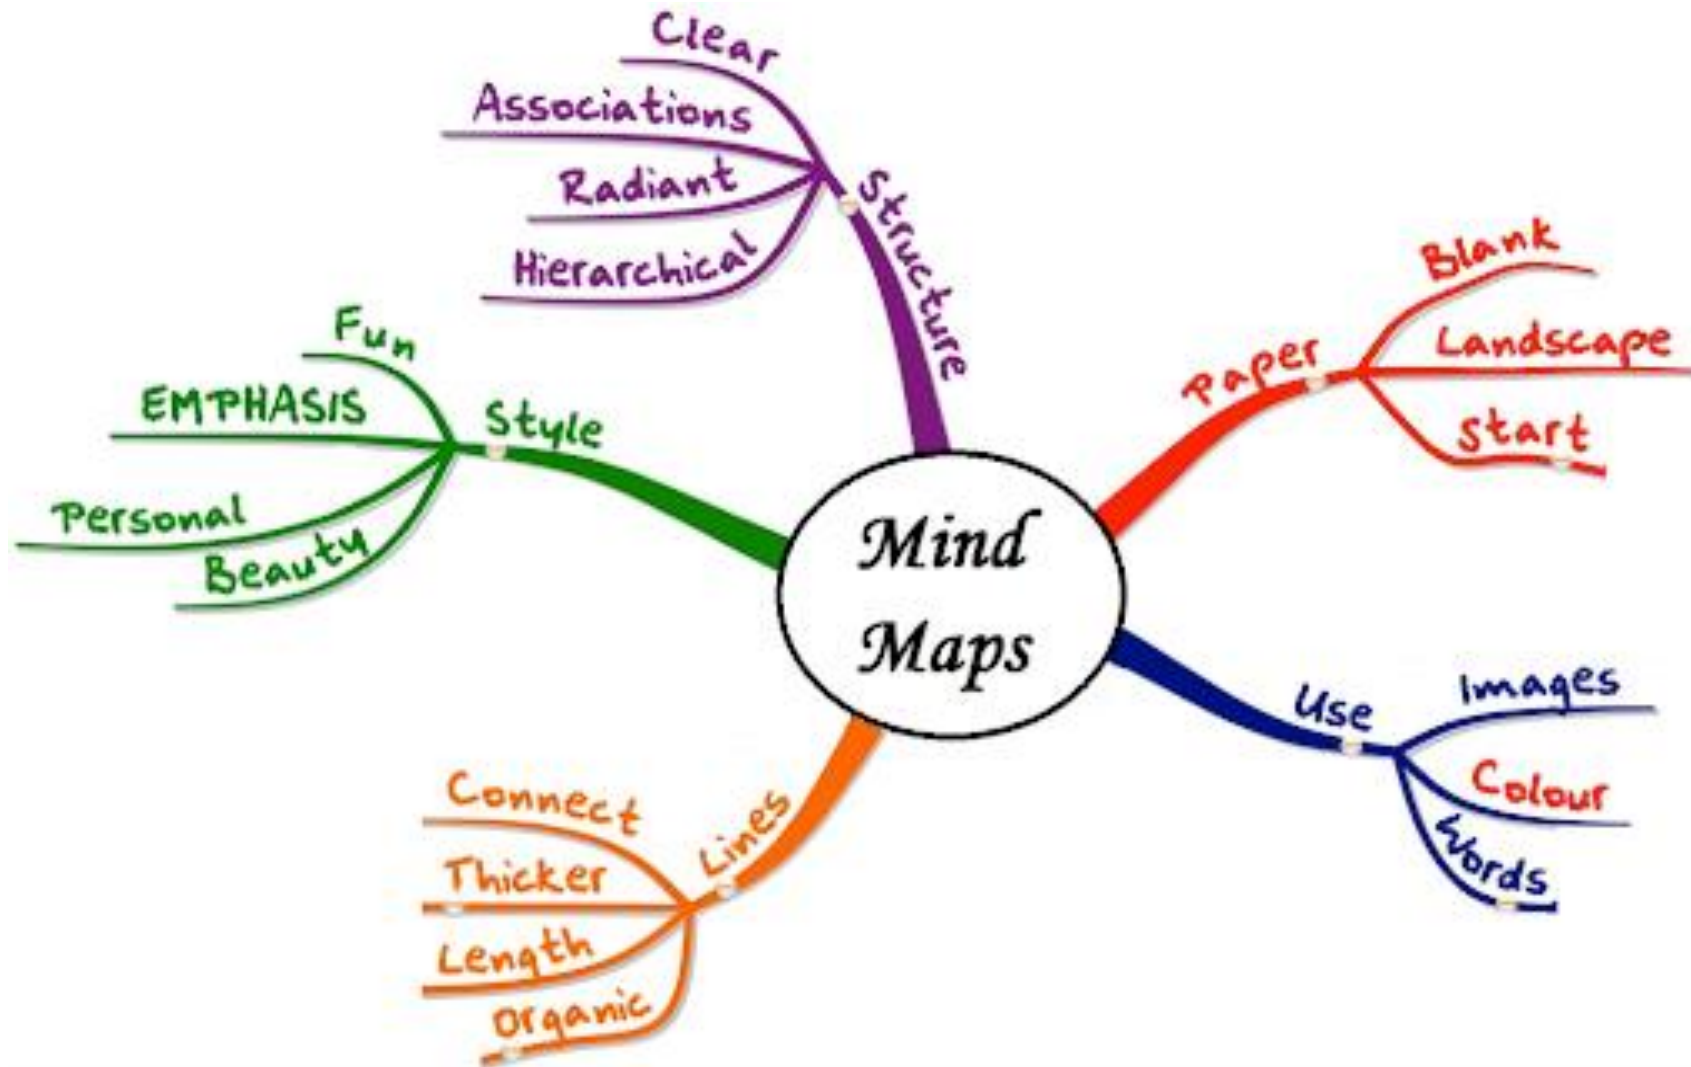 Mind
Maps
Paper
Blank
Landscape
Start
Use
Images
Colour
Words
Lines
Connect
Thicker
Length
Organic
Style
Fun
EMPHASIS
Personal
Beauty
Structure
Clear
Associations
Radiant
Hierarchical